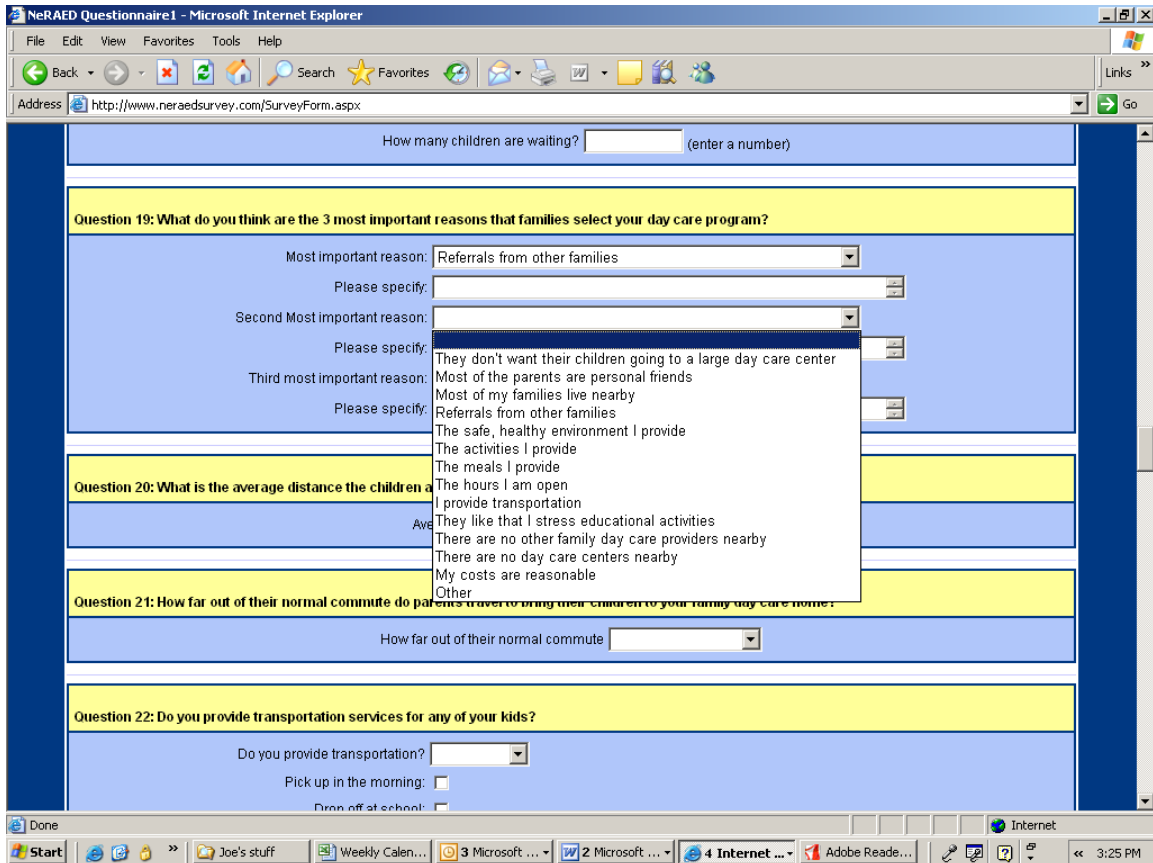 NeRAED Questionnaire1 - Microsoft Internet Explorer
File Edit View Favorites Tools Help
Back Search Favorites Links »
Address http://www.neraedsurvey.com/SurveyForm.aspx Go
How many children are waiting? (enter a number)
Question 19: What do you think are the 3 most important reasons that families select your day care program?
Most important reason: Referrals from other families
Please specify:
Second Most important reason:
Please specify:
They don't want their children going to a large day care center
Third most important reason:
Most of the parents are personal friends
Most of my families live nearby
Please specify:
Referrals from other families
The safe, healthy environment I provide
The activities I provide
The meals I provide
Question 20: What is the average distance the children a
The hours I am open
I provide transportation
Ave
They like that I stress educational activities
There are no other family day care providers nearby
There are no day care centers nearby
My costs are reasonable
Other
Question 21: How far out of their normal commute do parents travel to bring their children to your family day care home?
How far out of their normal commute
Question 22: Do you provide transportation services for any of your kids?
Do you provide transportation?
Pick up in the morning:
Drop off at school:
Done Internet
Start » Joe's stuff Weekly Calen... 3 Microsoft ... 2 Microsoft ... 4 Internet ... Adobe Reade... « 3:25 PM